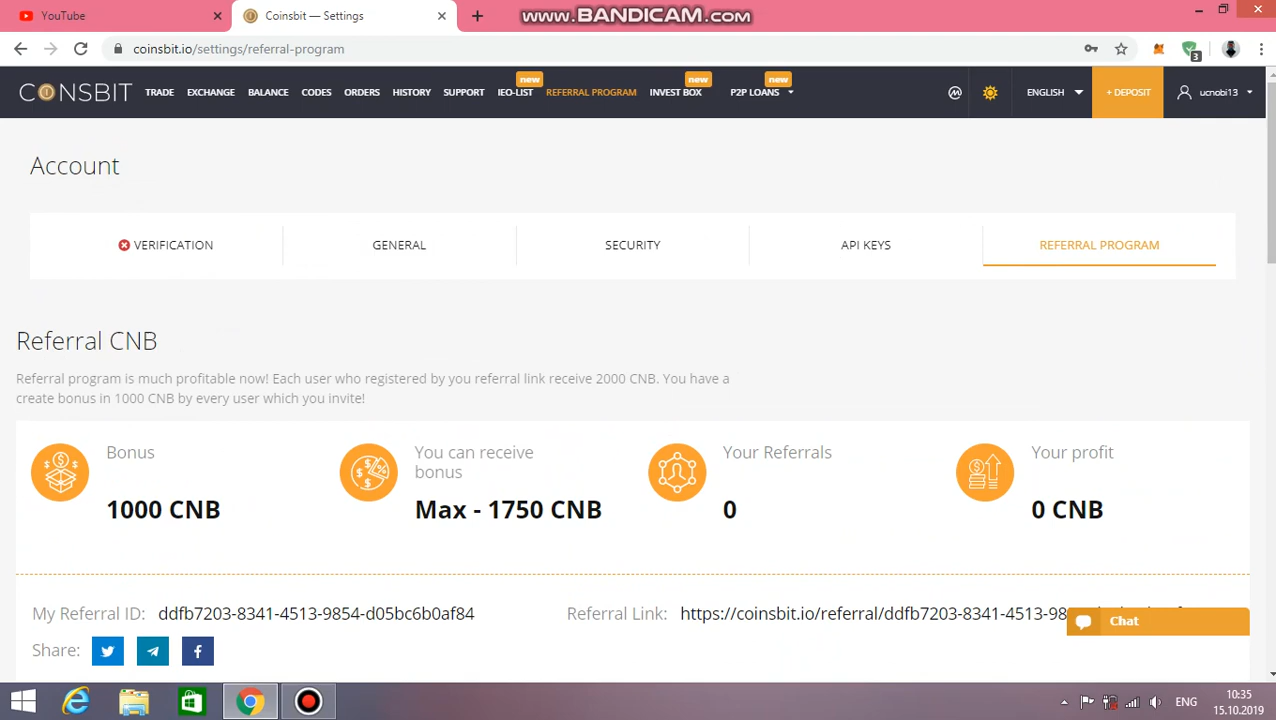 YouTube
Coinsbit — Settings
www.BANDICAM.com
coinsbit.io/settings/referral-program
3
CONSBIT
TRADE EXCHANGE BALANCE CODES ORDERS HISTORY SUPPORT IEO-LIST new REFERRAL PROGRAM INVEST BOX new P2P LOANS new ENGLISH + DEPOSIT ucnobi13
Account
VERIFICATION GENERAL SECURITY API KEYS REFERRAL PROGRAM
Referral CNB
Referral program is much profitable now! Each user who registered by you referral link receive 2000 CNB. You have a
create bonus in 1000 CNB by every user which you invite!
Bonus
1000 CNB
You can receive
bonus
Max - 1750 CNB
Your Referrals
0
Your profit
0 CNB
My Referral ID: ddfb7203-8341-4513-9854-d05bc6b0af84
Referral Link: https://coinsbit.io/referral/ddfb7203-8341-4513-98
Chat
Share:
ENG
10:35
15.10.2019